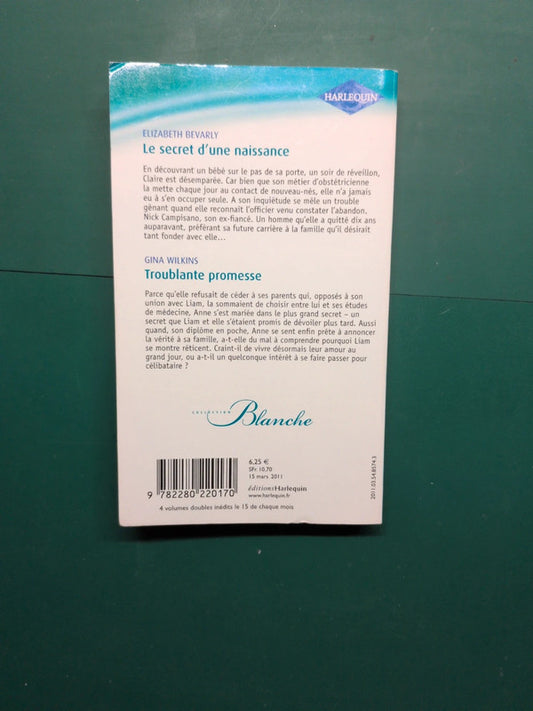 HARLEQUIN
ELIZABETH BEVARLY
Le secret d'une naissance
En découvrant un bébé sur le pas de sa porte, un soir de réveillon,
Claire est désemparée. Car bien que son métier d'obstétricienne
la mette chaque jour au contact de nouveau-nés, elle n'a jamais
eu à s'en occuper seule. A son inquiétude se mêle un trouble
gênant quand elle reconnaît l'officier venu constater l'abandon.
Nick Campisano, son ex-fiancé. Un homme qu'elle a quitté dix ans
auparavant, préférant sa future carrière à la famille qu'il désirait
tant fonder avec elle...
GINA WILKINS
Troublante promesse
Parce qu'elle refusait de céder à ses parents qui, opposés à son
union avec Liam, la sommaient de choisir entre lui et ses études
de médecine, Anne s'est mariée dans le plus grand secret – un
secret que Liam et elle s'étaient promis de dévoiler plus tard. Aussi
quand, son diplôme en poche, Anne se sent enfin prête à annoncer
la vérité à sa famille, a-t-elle du mal à comprendre pourquoi Liam
se montre réticent. Craint-il de vivre désormais leur amour au
grand jour, ou a-t-il un quelconque intérêt à se faire passer pour
célibataire ?
COLLECTION Blanche
6,25 €
SFr. 10,70
15 mars 2011
éditionsHarlequin
www.harlequin.fr
9 782280 220170
4 volumes doubles inédits le 15 de chaque mois
2011.03.54.8574.3